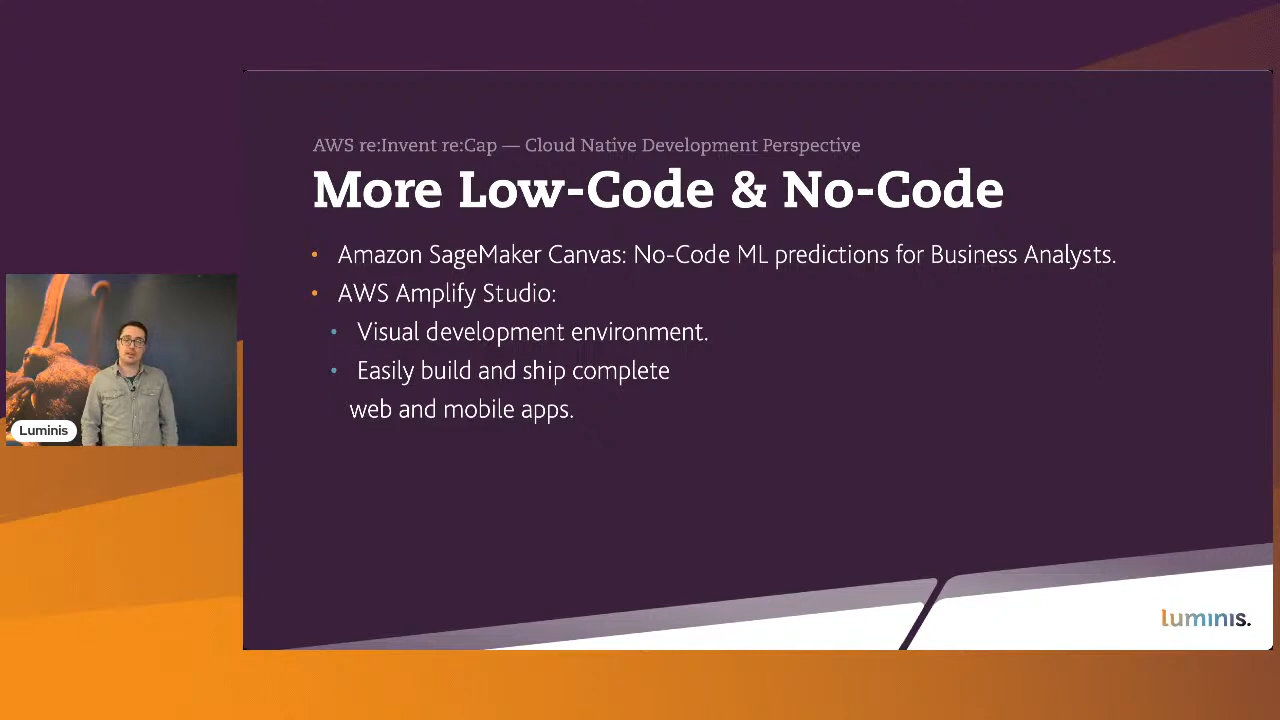 AWS re:Invent re:Cap — Cloud Native Development Perspective
More Low-Code & No-Code
• Amazon SageMaker Canvas: No-Code ML predictions for Business Analysts.
• AWS Amplify Studio:
• Visual development environment.
• Easily build and ship complete
web and mobile apps.
Luminis
luminis.